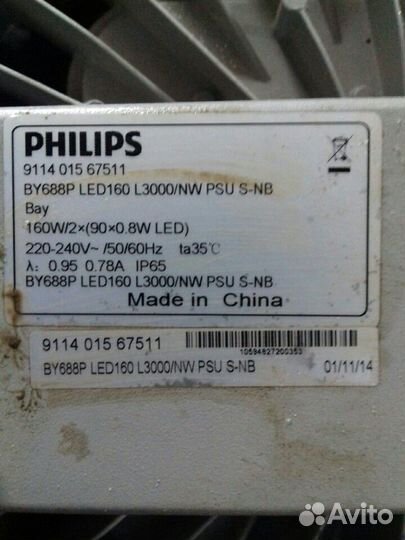 PHILIPS
9114 015 67511
BY688P LED160 L3000/NW PSU S-NB
Bay
160W/2×(90×0.8W LED)
220-240V~ /50/60Hz ta35℃
λ: 0.95 0.78A IP65
BY688P LED160 L3000/NW PSU S-NB
Made in China
9114 015 67511
10594827200353
BY688P LED160 L3000/NW PSU S-NB 01/11/14
Avito